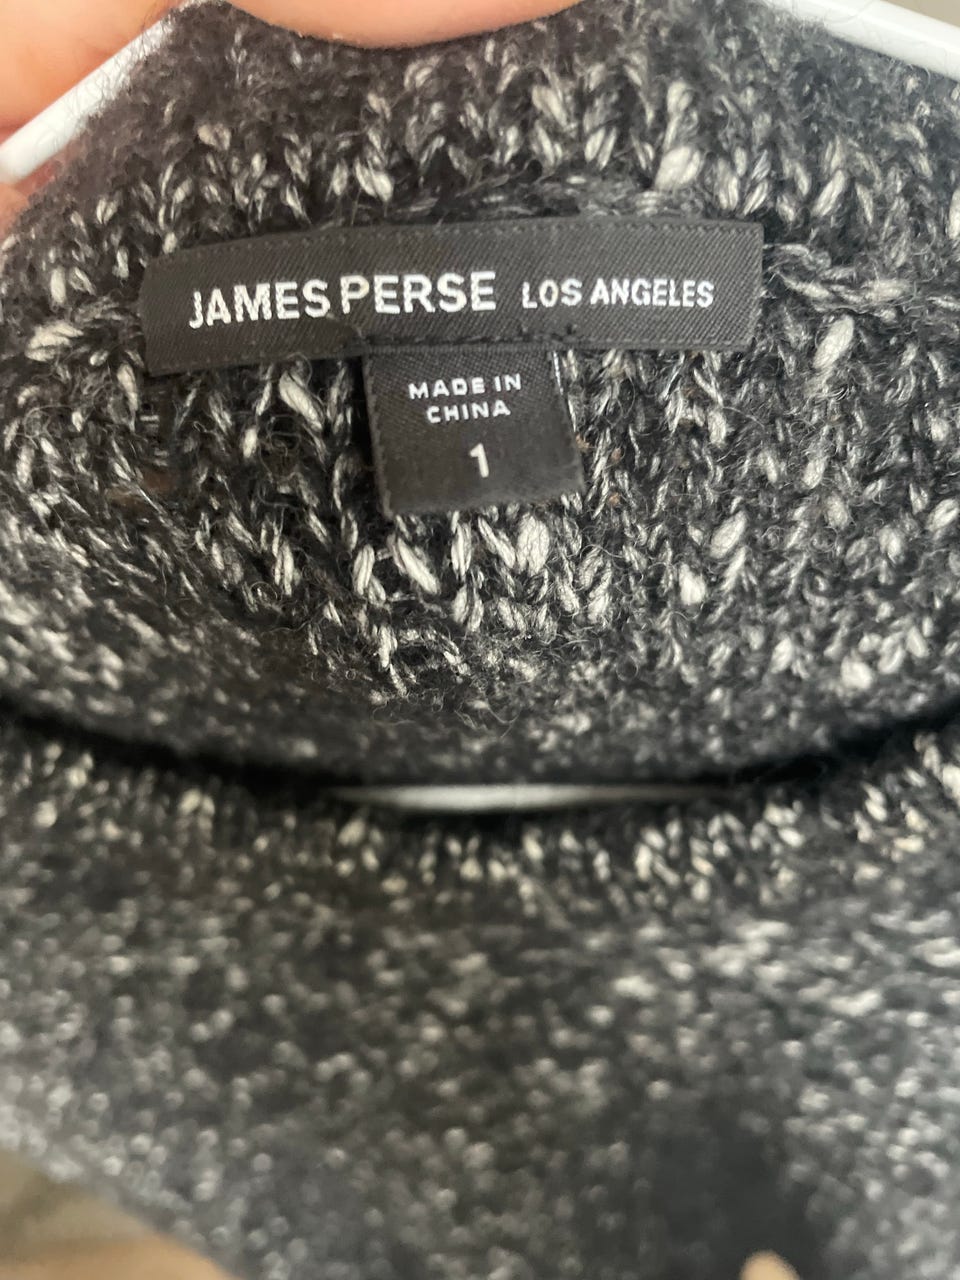 JAMES PERSE LOS ANGELES
MADE IN
CHINA
1